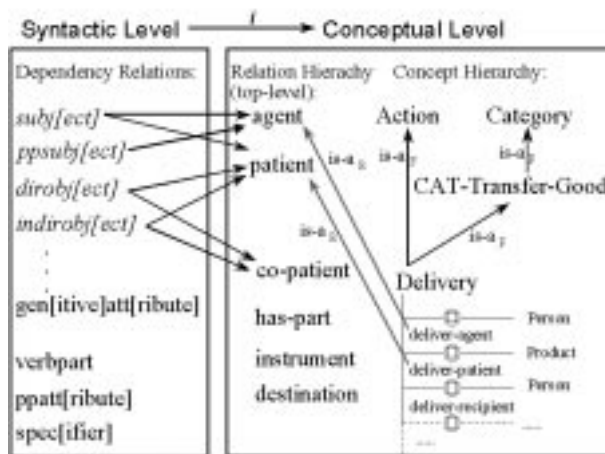 i
Syntactic Level
Conceptual Level
Dependency Relations:
subj[ect]
ppsubj[ect]
dirobj[ect]
indirobj[ect]
gen[itive]att[ribute]
verbpart
ppatt[ribute]
spec[ifier]
Relation Hierachy
(top-level):
agent
patient
co-patient
has-part
instrument
destination
Concept Hierarchy:
Action
Category
is-a
is-a
is-a
CAT-Transfer-Good
is-a
is-a
Delivery
Person
deliver-agent
Product
deliver-patient
Person
deliver-recipient